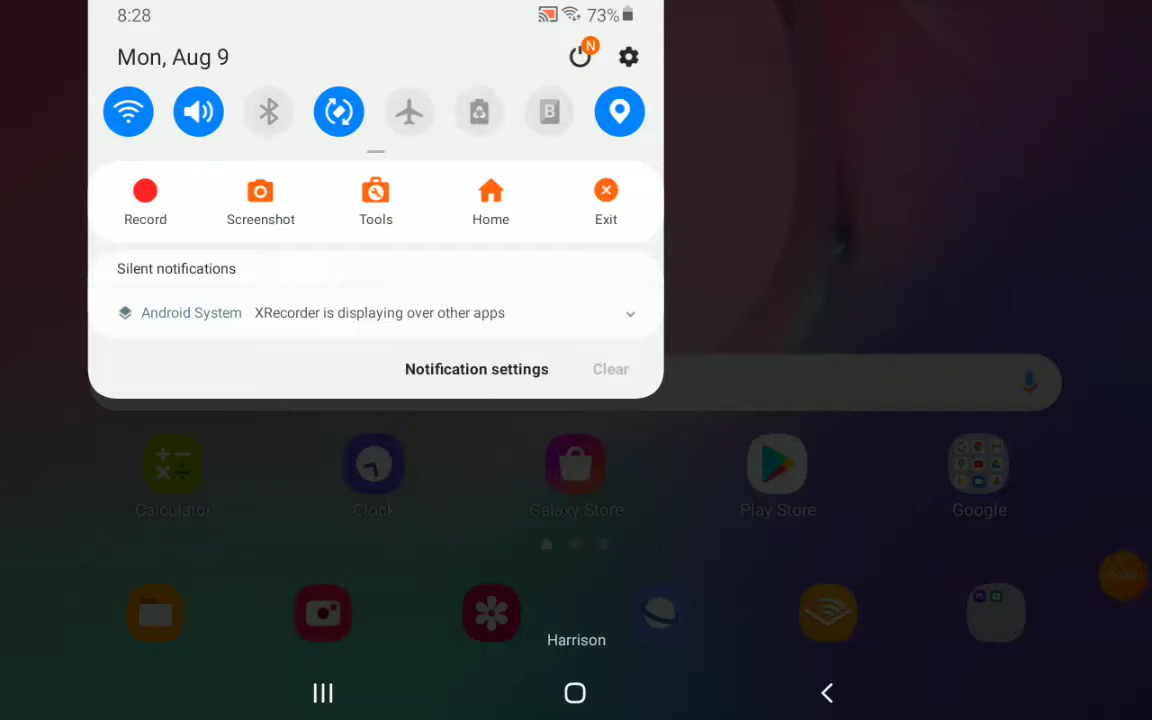 8:28
73%
Mon, Aug 9
N
B
Record
Screenshot
Tools
Home
Exit
Silent notifications
Android System XRecorder is displaying over other apps
Notification settings
Clear
Calculator
Clock
Galaxy Store
Play Store
Google
Harrison